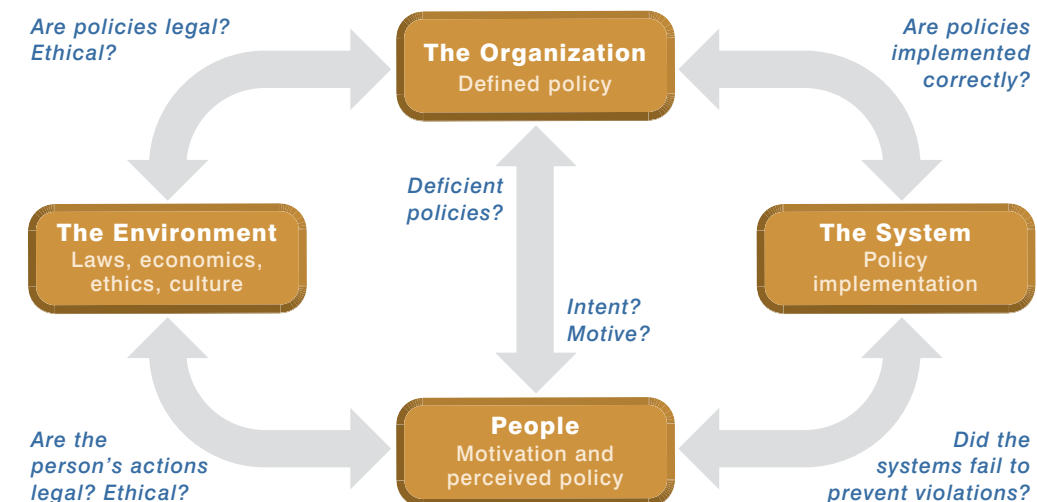 Are policies legal?
Ethical?
The Organization
Defined policy
Are policies
implemented
correctly?
Deficient
policies?
The Environment
Laws, economics,
ethics, culture
The System
Policy
implementation
Intent?
Motive?
Are the
person's actions
legal? Ethical?
People
Motivation and
perceived policy
Did the
systems fail to
prevent violations?